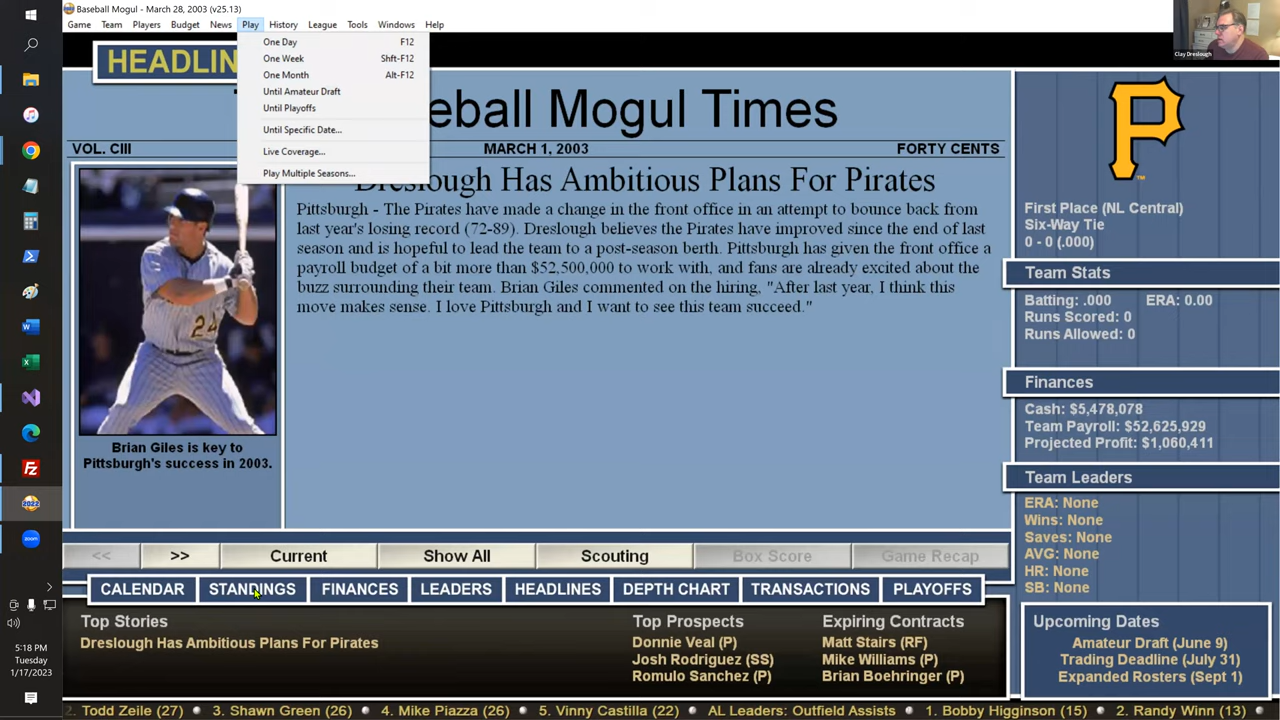 Baseball Mogul - March 28, 2003 (v25.13)
Game Team Players Budget News Play History League Tools Windows Help
One Day F12
One Week Shft-F12
One Month Alt-F12
Until Amateur Draft
Until Playoffs
Until Specific Date...
Live Coverage...
Play Multiple Seasons...
Clay Dreslough
HEADLIN
eball Mogul Times
VOL. CIII MARCH 1, 2003 FORTY CENTS
Dreslough Has Ambitious Plans For Pirates
Pittsburgh - The Pirates have made a change in the front office in an attempt to bounce back from
last year's losing record (72-89). Dreslough believes the Pirates have improved since the end of last
season and is hopeful to lead the team to a post-season berth. Pittsburgh has given the front office a
payroll budget of a bit more than $52,500,000 to work with, and fans are already excited about the
buzz surrounding their team. Brian Giles commented on the hiring, "After last year, I think this
move makes sense. I love Pittsburgh and I want to see this team succeed."
24
Brian Giles is key to
Pittsburgh's success in 2003.
P
First Place (NL Central)
Six-Way Tie
0 - 0 (.000)
Team Stats
Batting: .000 ERA: 0.00
Runs Scored: 0
Runs Allowed: 0
Finances
Cash: $5,478,078
Team Payroll: $52,625,929
Projected Profit: $1,060,411
Team Leaders
ERA: None
Wins: None
Saves: None
AVG: None
HR: None
SB: None
<< >> Current Show All Scouting Box Score Game Recap
CALENDAR STANDINGS FINANCES LEADERS HEADLINES DEPTH CHART TRANSACTIONS PLAYOFFS
Top Stories
Dreslough Has Ambitious Plans For Pirates
Top Prospects
Donnie Veal (P)
Josh Rodriguez (SS)
Romulo Sanchez (P)
Expiring Contracts
Matt Stairs (RF)
Mike Williams (P)
Brian Boehringer (P)
Upcoming Dates
Amateur Draft (June 9)
Trading Deadline (July 31)
Expanded Rosters (Sept 1)
2. Todd Zeile (27) 3. Shawn Green (26) 4. Mike Piazza (26) 5. Vinny Castilla (22) AL Leaders: Outfield Assists 1. Bobby Higginson (15) 2. Randy Winn (13)
2022
5:18 PM
Tuesday
1/17/2023